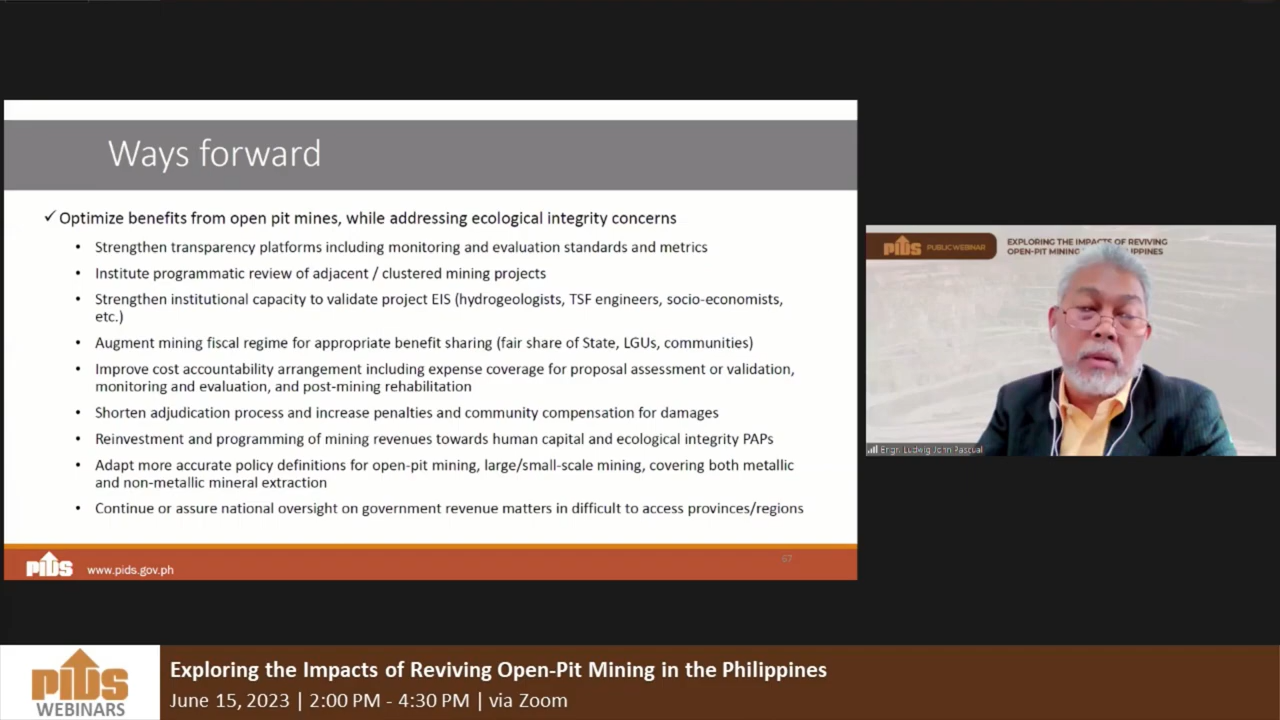 Ways forward
✓Optimize benefits from open pit mines, while addressing ecological integrity concerns
• Strengthen transparency platforms including monitoring and evaluation standards and metrics
• Institute programmatic review of adjacent / clustered mining projects
• Strengthen institutional capacity to validate project EIS (hydrogeologists, TSF engineers, socio-economists,
etc.)
• Augment mining fiscal regime for appropriate benefit sharing (fair share of State, LGUs, communities)
• Improve cost accountability arrangement including expense coverage for proposal assessment or validation,
monitoring and evaluation, and post-mining rehabilitation
• Shorten adjudication process and increase penalties and community compensation for damages
• Reinvestment and programming of mining revenues towards human capital and ecological integrity PAPs
• Adapt more accurate policy definitions for open-pit mining, large/small-scale mining, covering both metallic
and non-metallic mineral extraction
• Continue or assure national oversight on government revenue matters in difficult to access provinces/regions
67
PIDS www.pids.gov.ph
PIDS PUBLIC WEBINAR
EXPLORING THE IMPACTS OF REVIVING
OPEN-PIT MINING PPINES
Engr. Ludwig John Pascual
PIDS
WEBINARS
Exploring the Impacts of Reviving Open-Pit Mining in the Philippines
June 15, 2023 | 2:00 PM - 4:30 PM | via Zoom